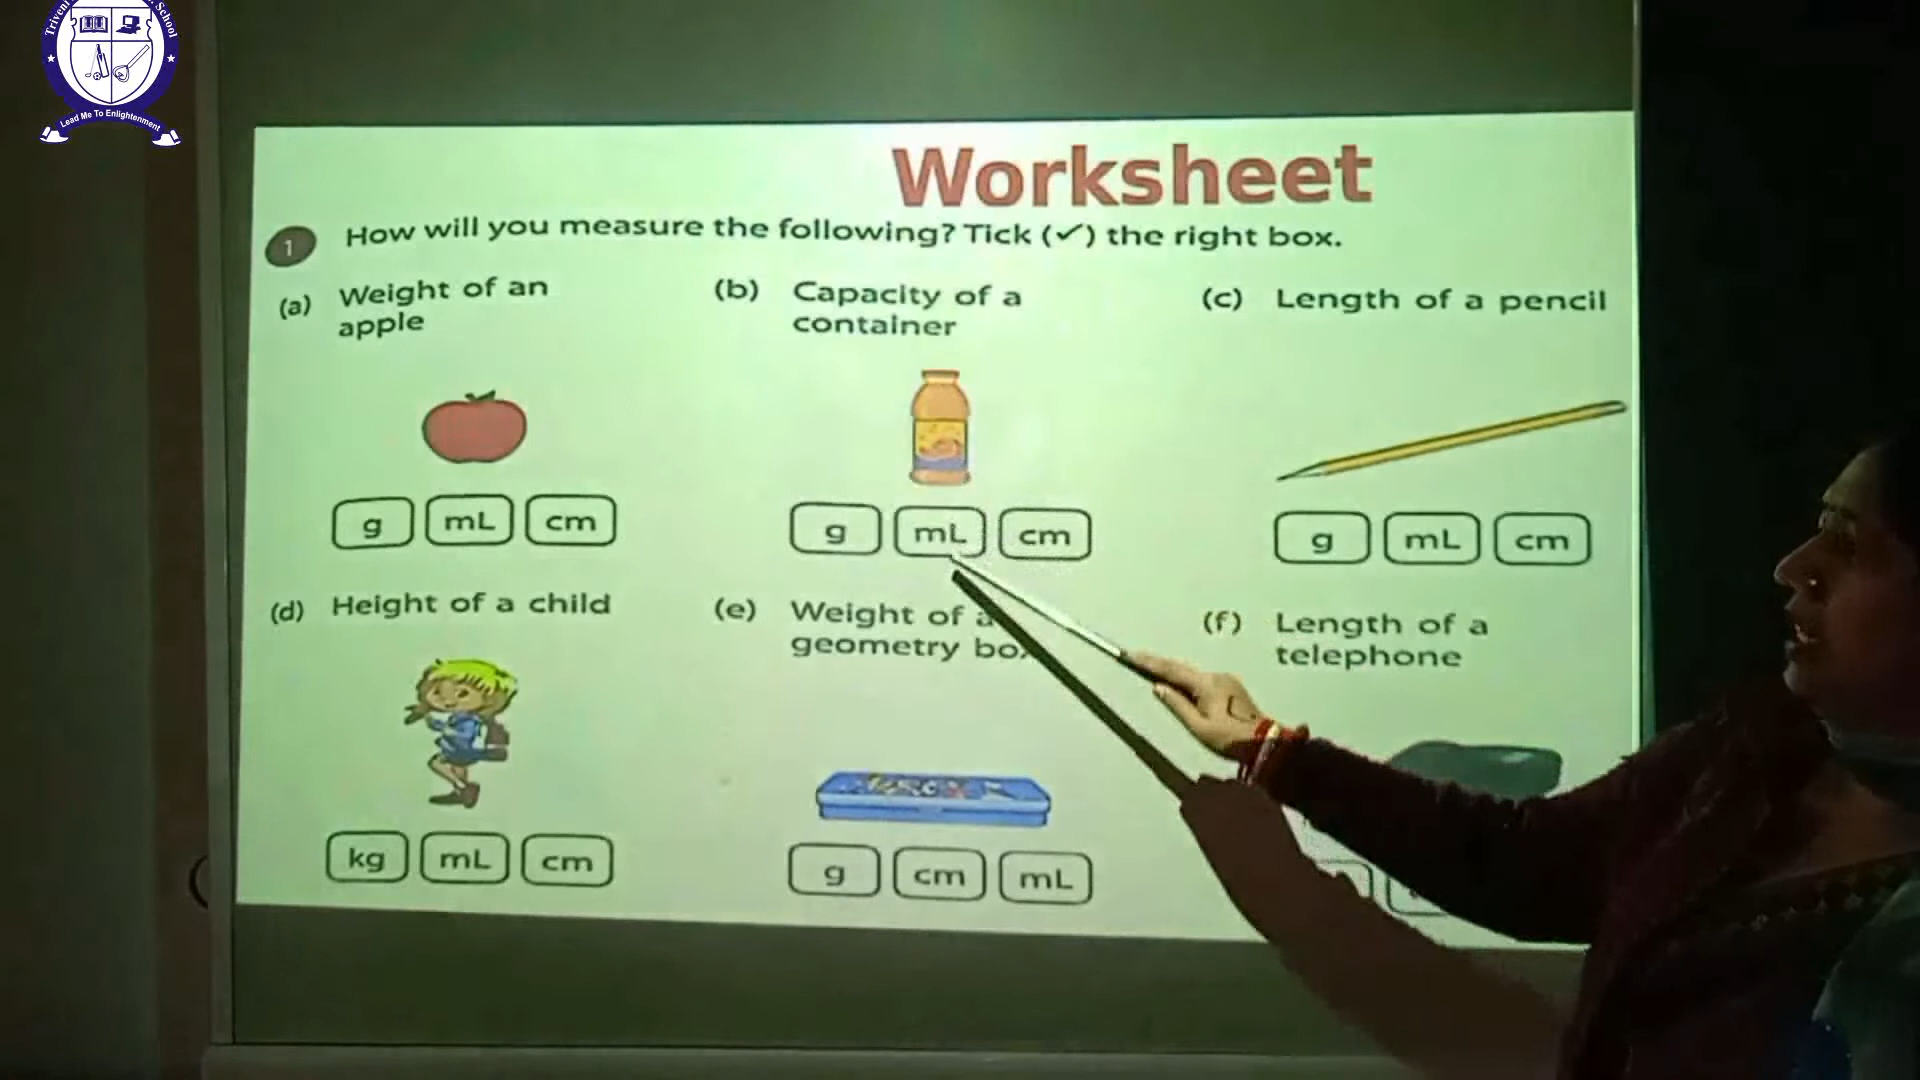 School
Lead Me To Enlightenment
Worksheet
1 How will you measure the following? Tick (✓) the right box.
(a) Weight of an
apple
g mL cm
(b) Capacity of a
container
g mL cm
(c) Length of a pencil
g mL cm
(d) Height of a child
kg mL cm
(e) Weight of a
geometry box
g cm mL
(f) Length of a
telephone